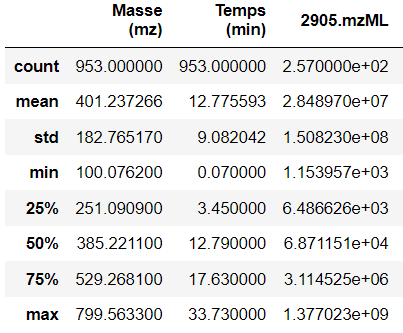 Masse (mz) Temps (min) 2905.mzML
count 953.000000 953.000000 2.570000e+02
mean 401.237266 12.775593 2.848970e+07
std 182.765170 9.082042 1.508230e+08
min 100.076200 0.070000 1.153957e+03
25% 251.090900 3.450000 6.486626e+03
50% 385.221100 12.790000 6.871151e+04
75% 529.268100 17.630000 3.114525e+06
max 799.563300 33.730000 1.377023e+09